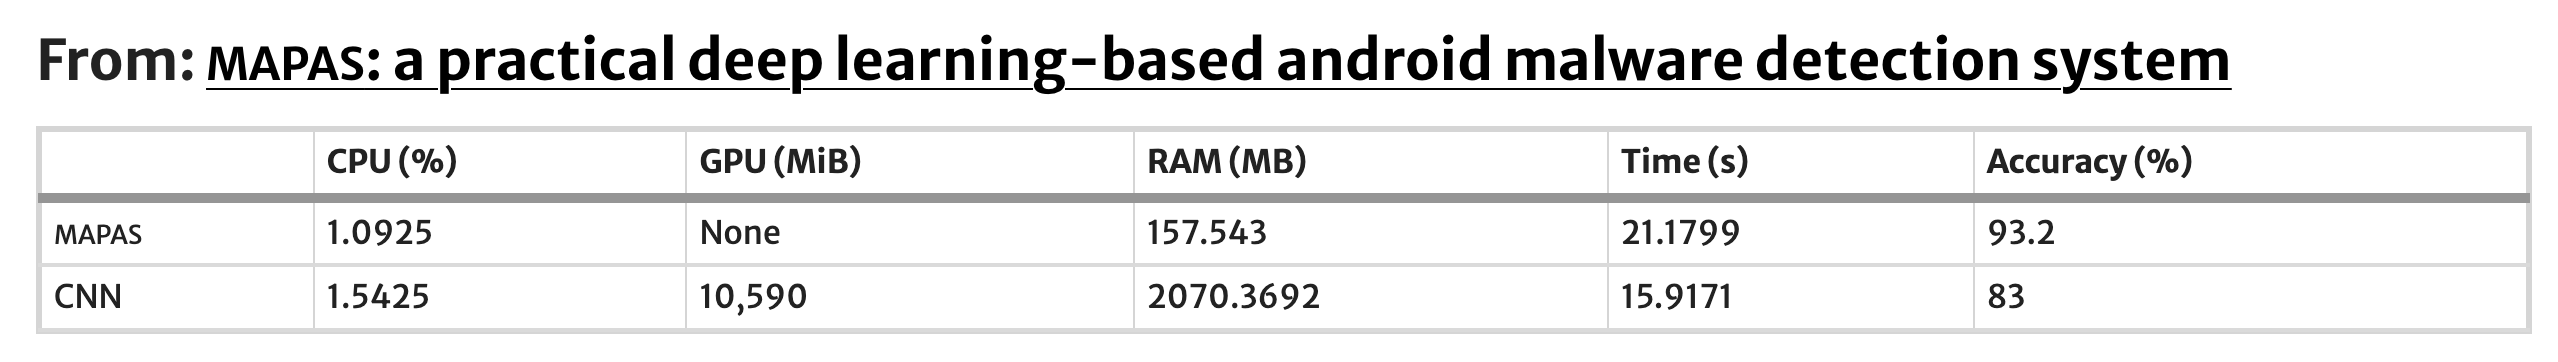 From: MAPAS: a practical deep learning-based android malware detection system
CPU (%) GPU (MiB) RAM (MB) Time (s) Accuracy (%)
MAPAS 1.0925 None 157.543 21.1799 93.2
CNN 1.5425 10,590 2070.3692 15.9171 83